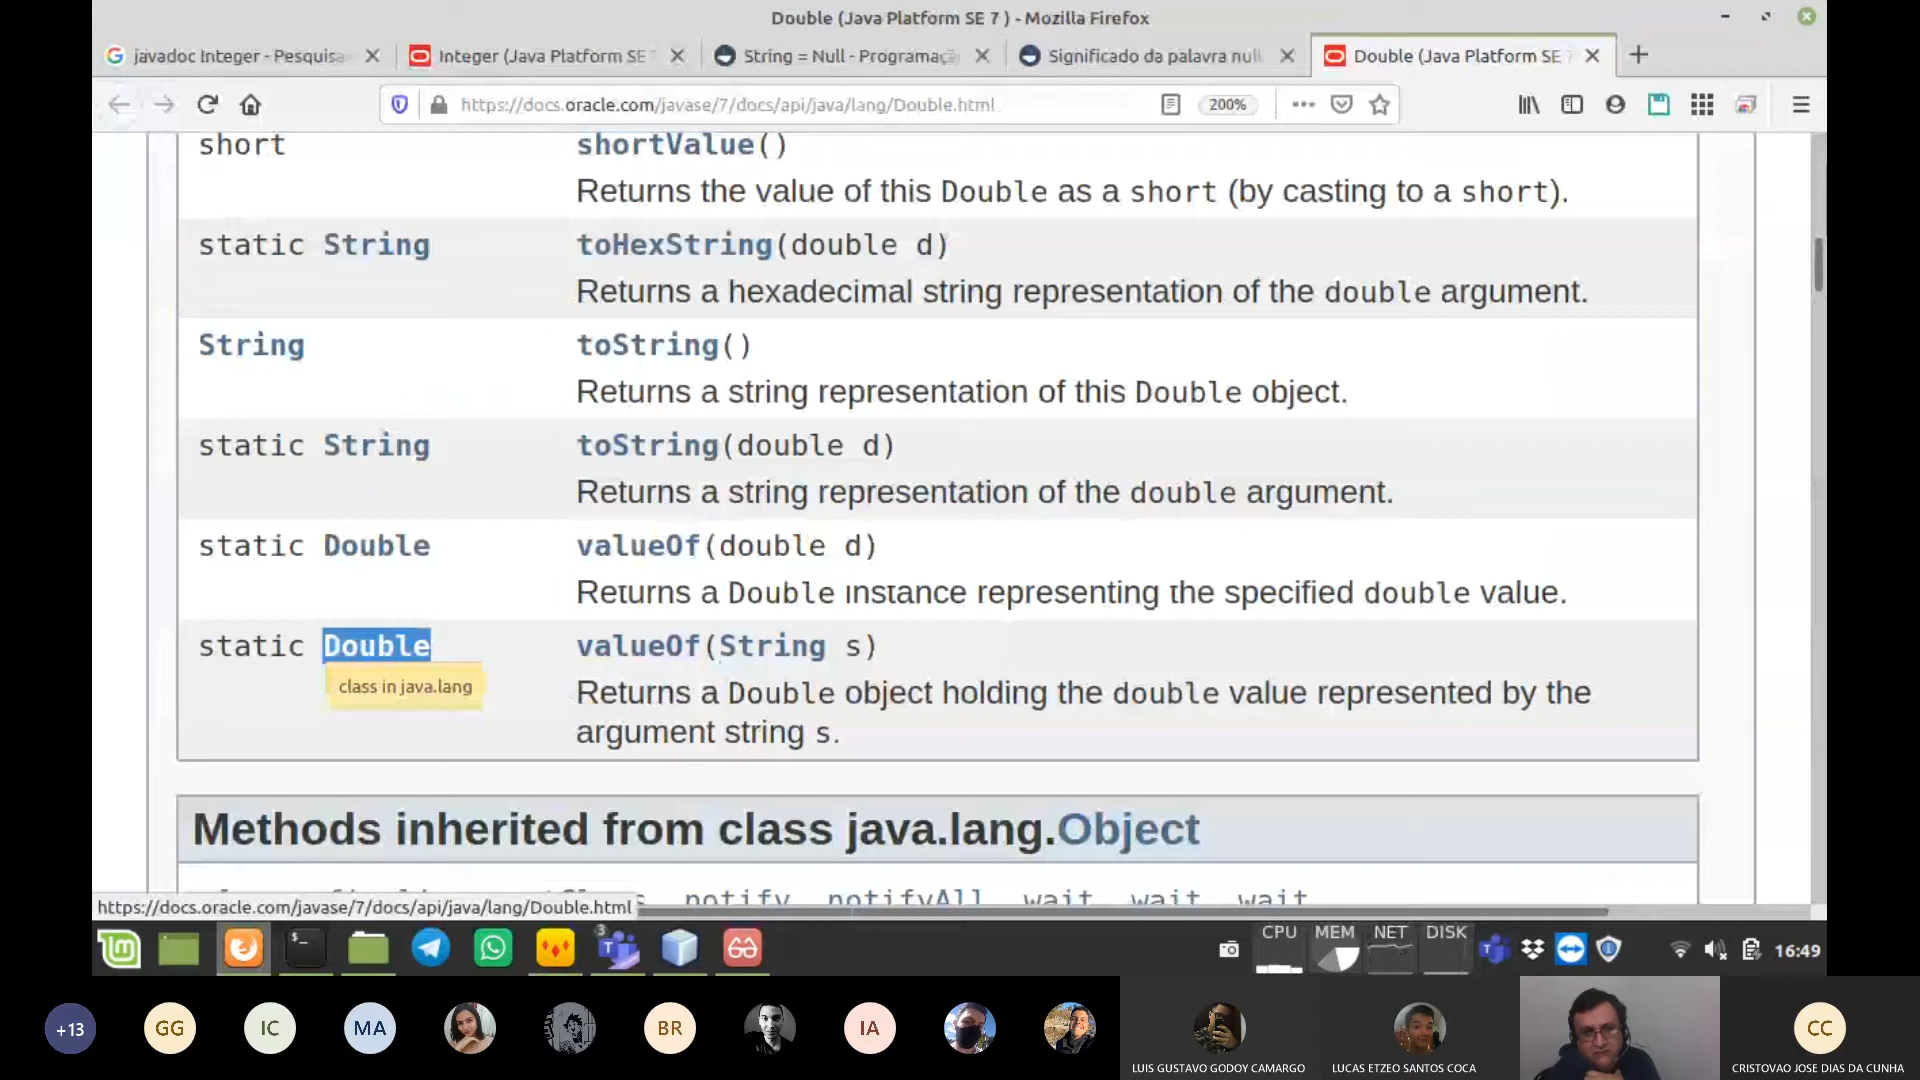 Double (Java Platform SE 7 ) - Mozilla Firefox
javadoc Integer - Pesquisa
Integer (Java Platform SE
String = Null - Programação
Significado da palavra null
Double (Java Platform SE 7
https://docs.oracle.com/javase/7/docs/api/java/lang/Double.html
200%
short shortValue()
Returns the value of this Double as a short (by casting to a short).
static String toHexString(double d)
Returns a hexadecimal string representation of the double argument.
String toString()
Returns a string representation of this Double object.
static String toString(double d)
Returns a string representation of the double argument.
static Double valueOf(double d)
Returns a Double instance representing the specified double value.
static Double valueOf(String s)
class in java.lang
Returns a Double object holding the double value represented by the
argument string s.
Methods inherited from class java.lang.Object
notify, notifyAll, wait, wait, wait
https://docs.oracle.com/javase/7/docs/api/java/lang/Double.html
3
CPU MEM NET DISK
16:49
+13
GG
IC
MA
BR
IA
CC
LUIS GUSTAVO GODOY CAMARGO
LUCAS ETZEO SANTOS COCA
CRISTOVAO JOSE DIAS DA CUNHA